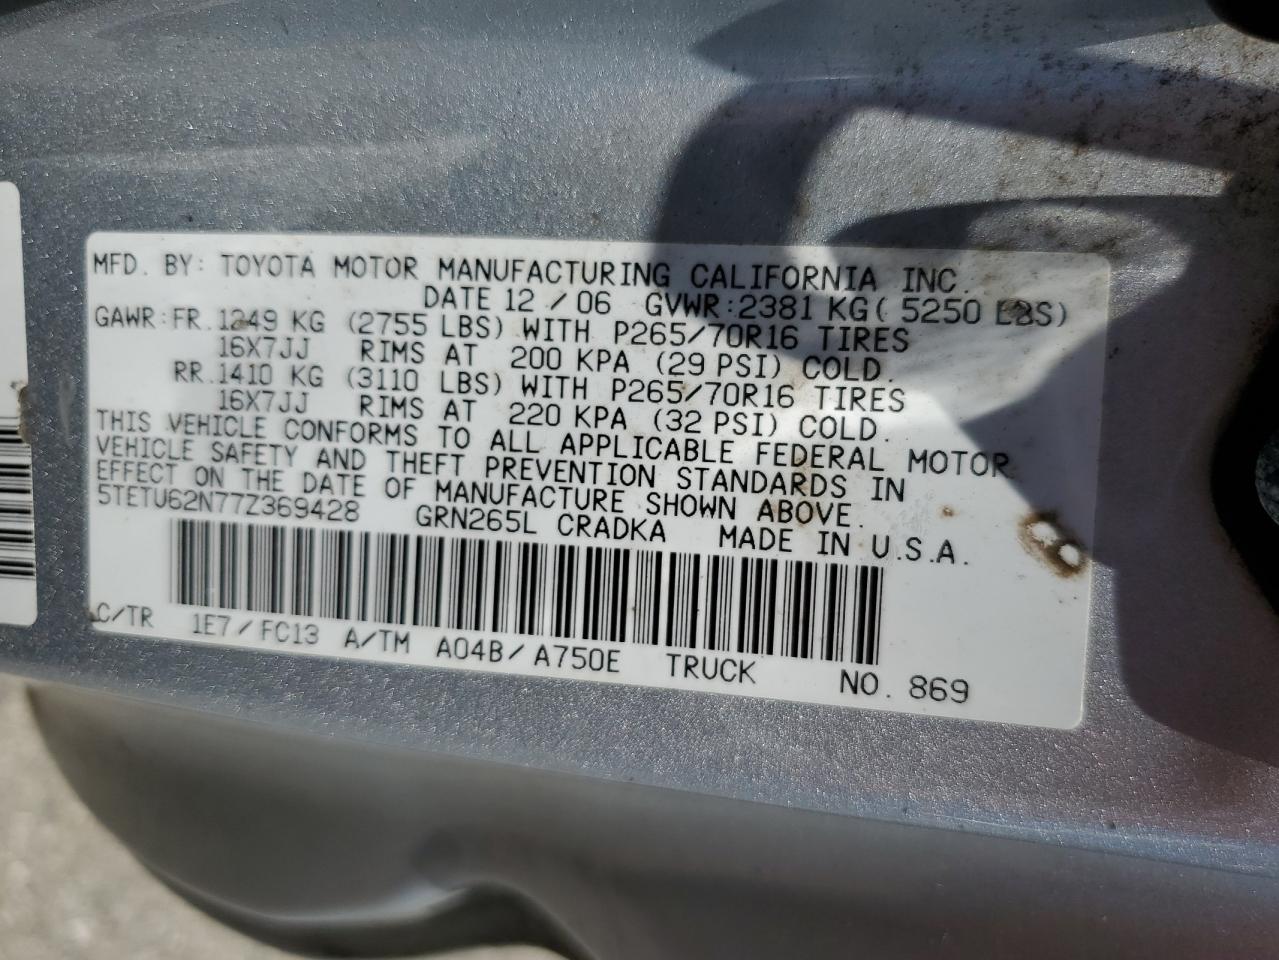 MFD. BY: TOYOTA MOTOR MANUFACTURING CALIFORNIA INC.
DATE 12 / 06 GVWR:2381 KG( 5250 LBS)
GAWR:FR.1249 KG (2755 LBS) WITH P265/70R16 TIRES
16X7JJ RIMS AT 200 KPA (29 PSI) COLD.
RR.1410 KG (3110 LBS) WITH P265/70R16 TIRES
16X7JJ RIMS AT 220 KPA (32 PSI) COLD.
THIS VEHICLE CONFORMS TO ALL APPLICABLE FEDERAL MOTOR
VEHICLE SAFETY AND THEFT PREVENTION STANDARDS IN
EFFECT ON THE DATE OF MANUFACTURE SHOWN ABOVE.
5TETU62N77Z369428 GRN265L CRADKA MADE IN U.S.A.
C/TR 1E7/FC13 A/TM A04B/A750E TRUCK NO. 869